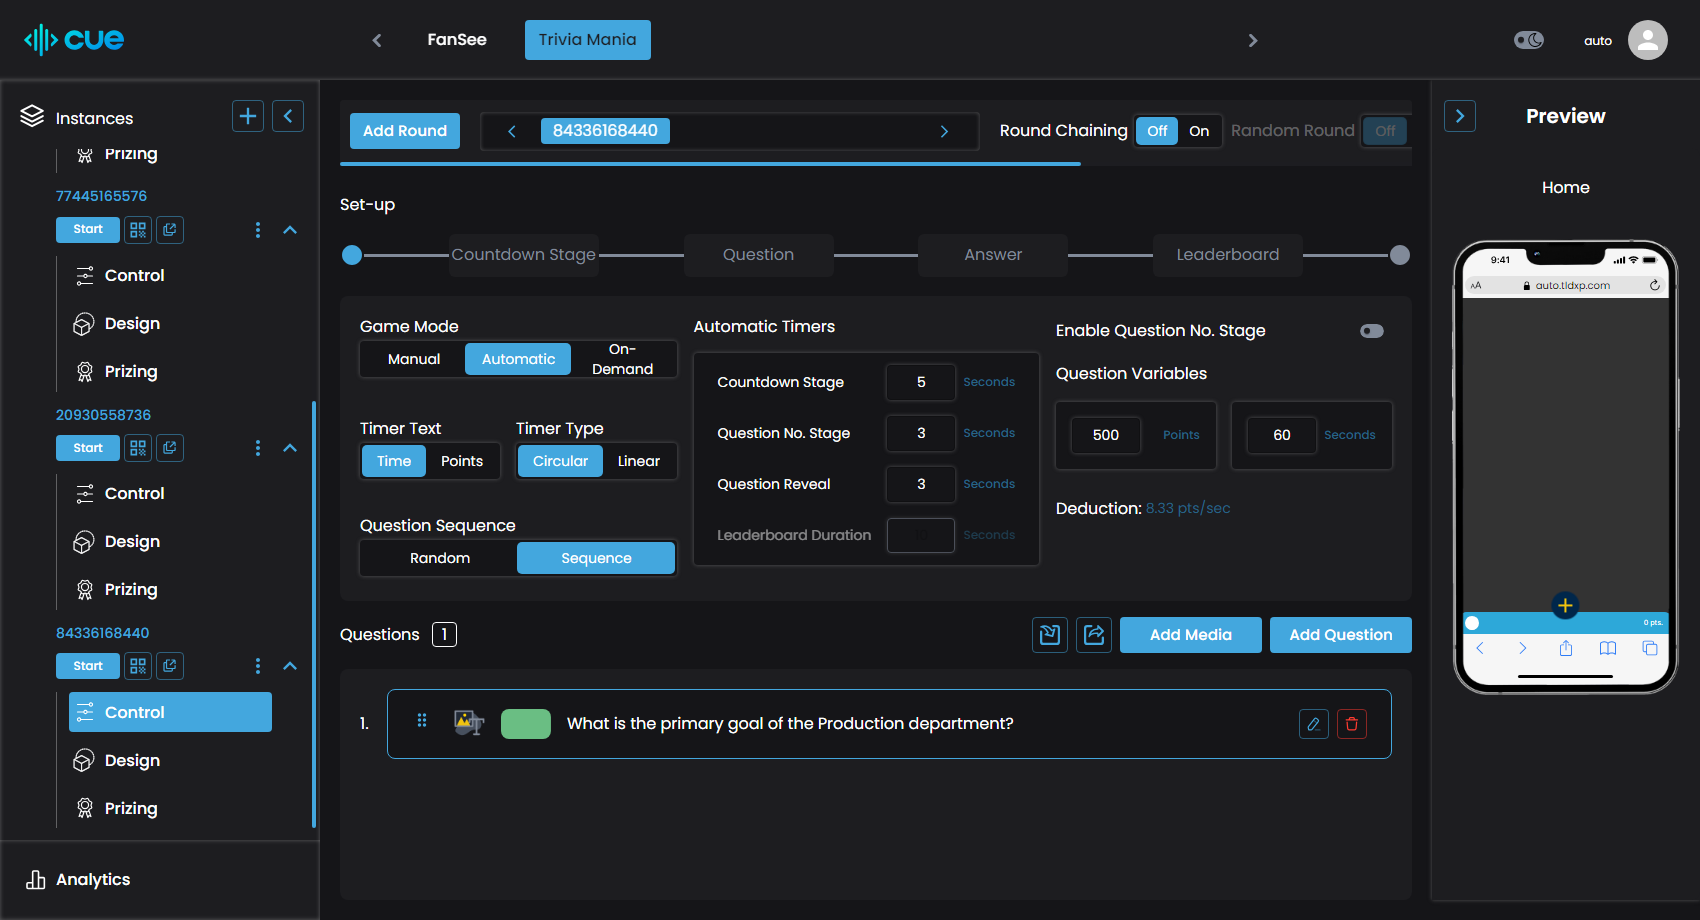 cue
FanSee
Trivia Mania
auto
Instances
Prizing
77445165576
Start
Control
Design
Prizing
20930558736
Start
Control
Design
Prizing
84336168440
Start
Control
Design
Prizing
Analytics
Add Round
84336168440
Round Chaining
Off
On
Random Round
Off
Set-up
Countdown Stage
Question
Answer
Leaderboard
Game Mode
Manual
Automatic
On-
Demand
Timer Text
Time
Points
Timer Type
Circular
Linear
Question Sequence
Random
Sequence
Automatic Timers
Countdown Stage
5
Seconds
Question No. Stage
3
Seconds
Question Reveal
3
Seconds
Leaderboard Duration
Seconds
Enable Question No. Stage
Question Variables
500
Points
60
Seconds
Deduction: 8.33 pts/sec
Questions
1
Add Media
Add Question
1.
What is the primary goal of the Production department?
Preview
Home
9:41
AA
auto.tldxp.com
0 pts.